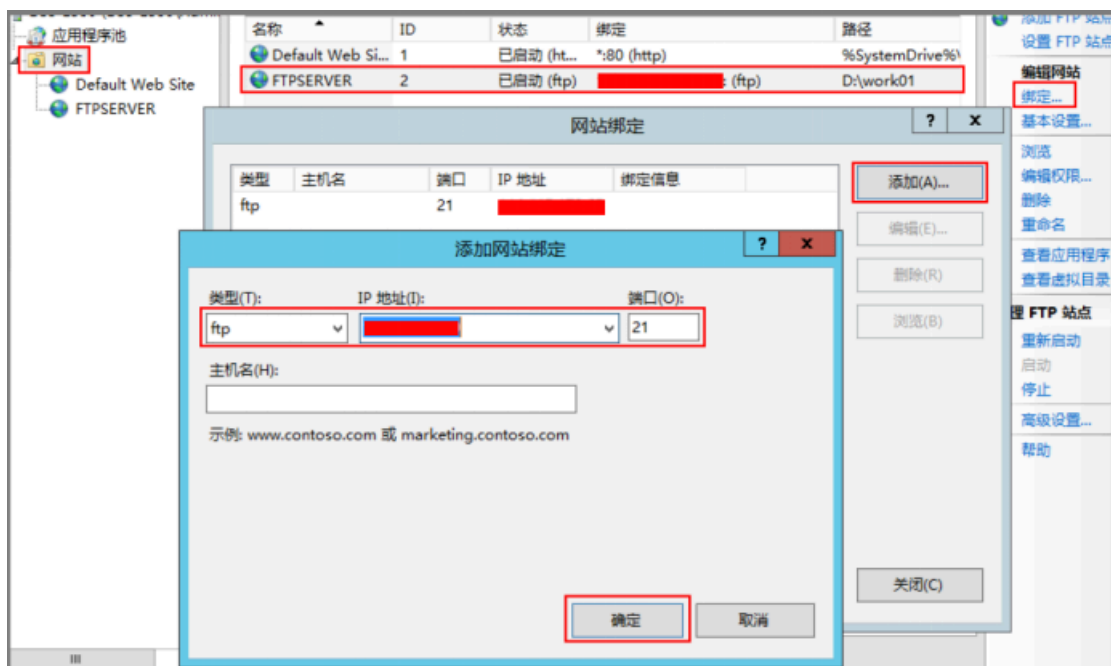 应用程序池
网站
Default Web Site
FTPSERVER
名称 ID 状态 绑定 路径
Default Web Si... 1 已启动 (ht... *:80 (http) %SystemDrive%\
FTPSERVER 2 已启动 (ftp) : (ftp) D:\work01
添加 FTP 站点
设置 FTP 站点
编辑网站
绑定...
基本设置...
浏览
编辑权限...
删除
重命名
查看应用程序
查看虚拟目录
理 FTP 站点
重新启动
启动
停止
高级设置...
帮助
网站绑定
? x
类型 主机名 端口 IP 地址 绑定信息
ftp 21
添加(A)...
编辑(E)...
删除(R)
浏览(B)
关闭(C)
添加网站绑定
? x
类型(T): IP 地址(I): 端口(O):
ftp 21
主机名(H):
示例: www.contoso.com 或 marketing.contoso.com
确定 取消